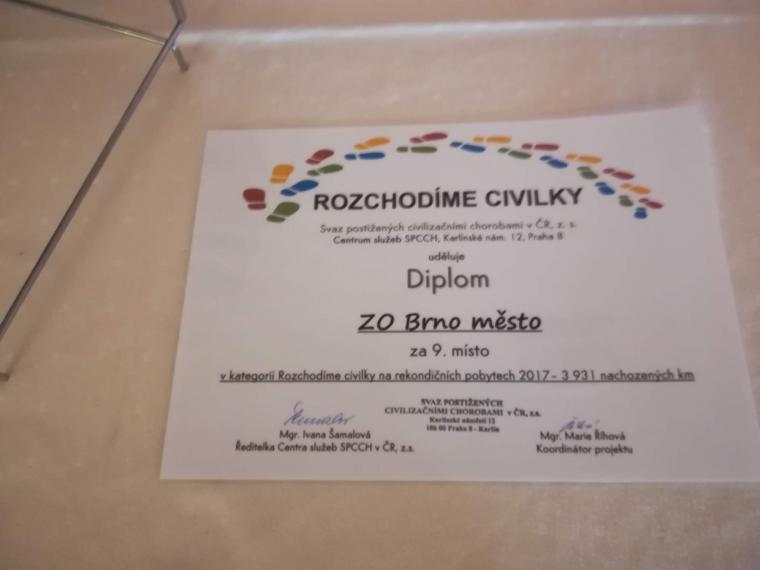 ROZCHODÍME CIVILKY
Svaz postižených civilizačními chorobami v ČR, z. s.
Centrum služeb SPCCH, Karlínské nám. 12, Praha 8
uděluje
Diplom
ZO Brno město
za 9. místo
v kategorii Rozchodíme civilky na rekondičních pobytech 2017– 3 931 nachozených km
SVAZ POSTIŽENÝCH
CIVILIZAČNÍMI CHOROBAMI v ČR, z.s.
Karlínské náměstí 12
186 00 Praha 8 - Karlín
Mgr. Ivana Šamalová
Ředitelka Centra služeb SPCCH v ČR, z.s.
Mgr. Marie Říhová
Koordinátor projektu